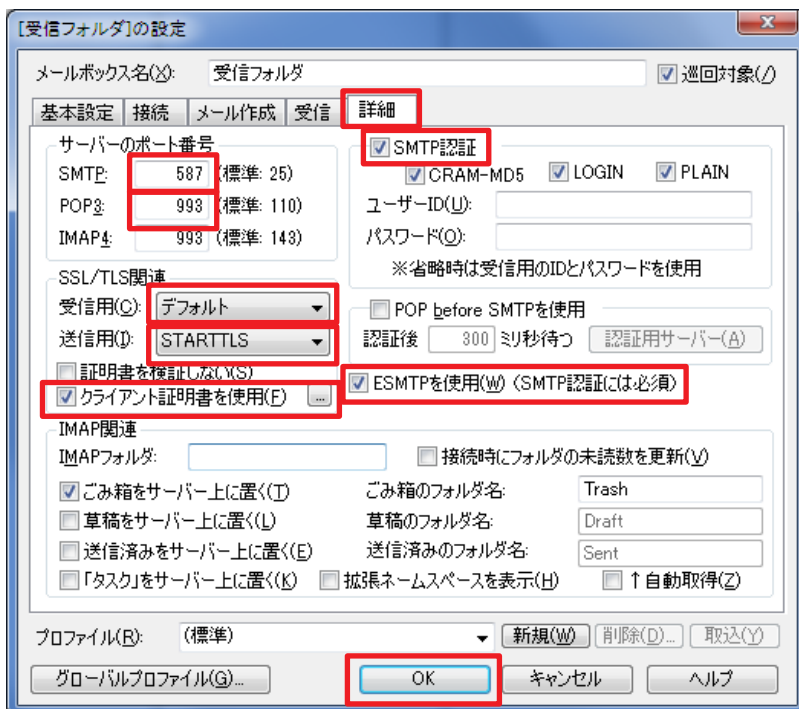 [受信フォルダ]の設定
メールボックス名(X): 受信フォルダ 巡回対象(/)
基本設定 接続 メール作成 受信 詳細
サーバーのポート番号
SMTP: 587 (標準: 25)
POP3: 993 (標準: 110)
IMAP4: 993 (標準: 143)
SMTP認証
CRAM-MD5 LOGIN PLAIN
ユーザーID(U):
パスワード(O):
※省略時は受信用のIDとパスワードを使用
SSL/TLS関連
受信用(C): デフォルト
送信用(I): STARTTLS
証明書を検証しない(S)
クライアント証明書を使用(F) ...
POP before SMTPを使用
認証後 300 ミリ秒待つ 認証用サーバー(A)
ESMTPを使用(W) (SMTP認証には必須)
IMAP関連
IMAPフォルダ: 接続時にフォルダの未読数を更新(V)
ごみ箱をサーバー上に置く(T) ごみ箱のフォルダ名: Trash
草稿をサーバー上に置く(L) 草稿のフォルダ名: Draft
送信済みをサーバー上に置く(E) 送信済みのフォルダ名: Sent
「タスク」をサーバー上に置く(K) 拡張ネームスペースを表示(H) ↑自動取得(Z)
プロファイル(R): (標準) 新規(W) 削除(D)... 取込(Y)
グローバルプロファイル(G)... OK キャンセル ヘルプ